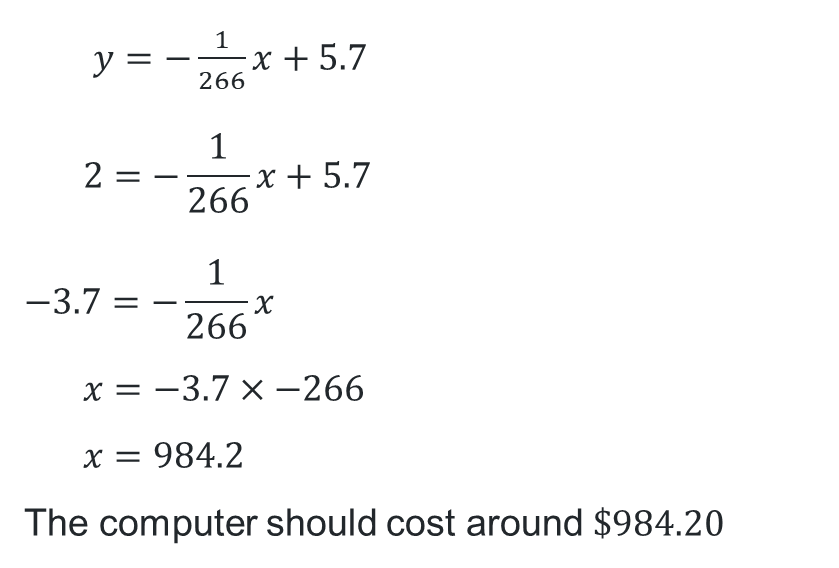 y = −1/266 x + 5.7
2 = −1/266 x + 5.7
−3.7 = −1/266 x
x = −3.7 × −266
x = 984.2
The computer should cost around $984.20